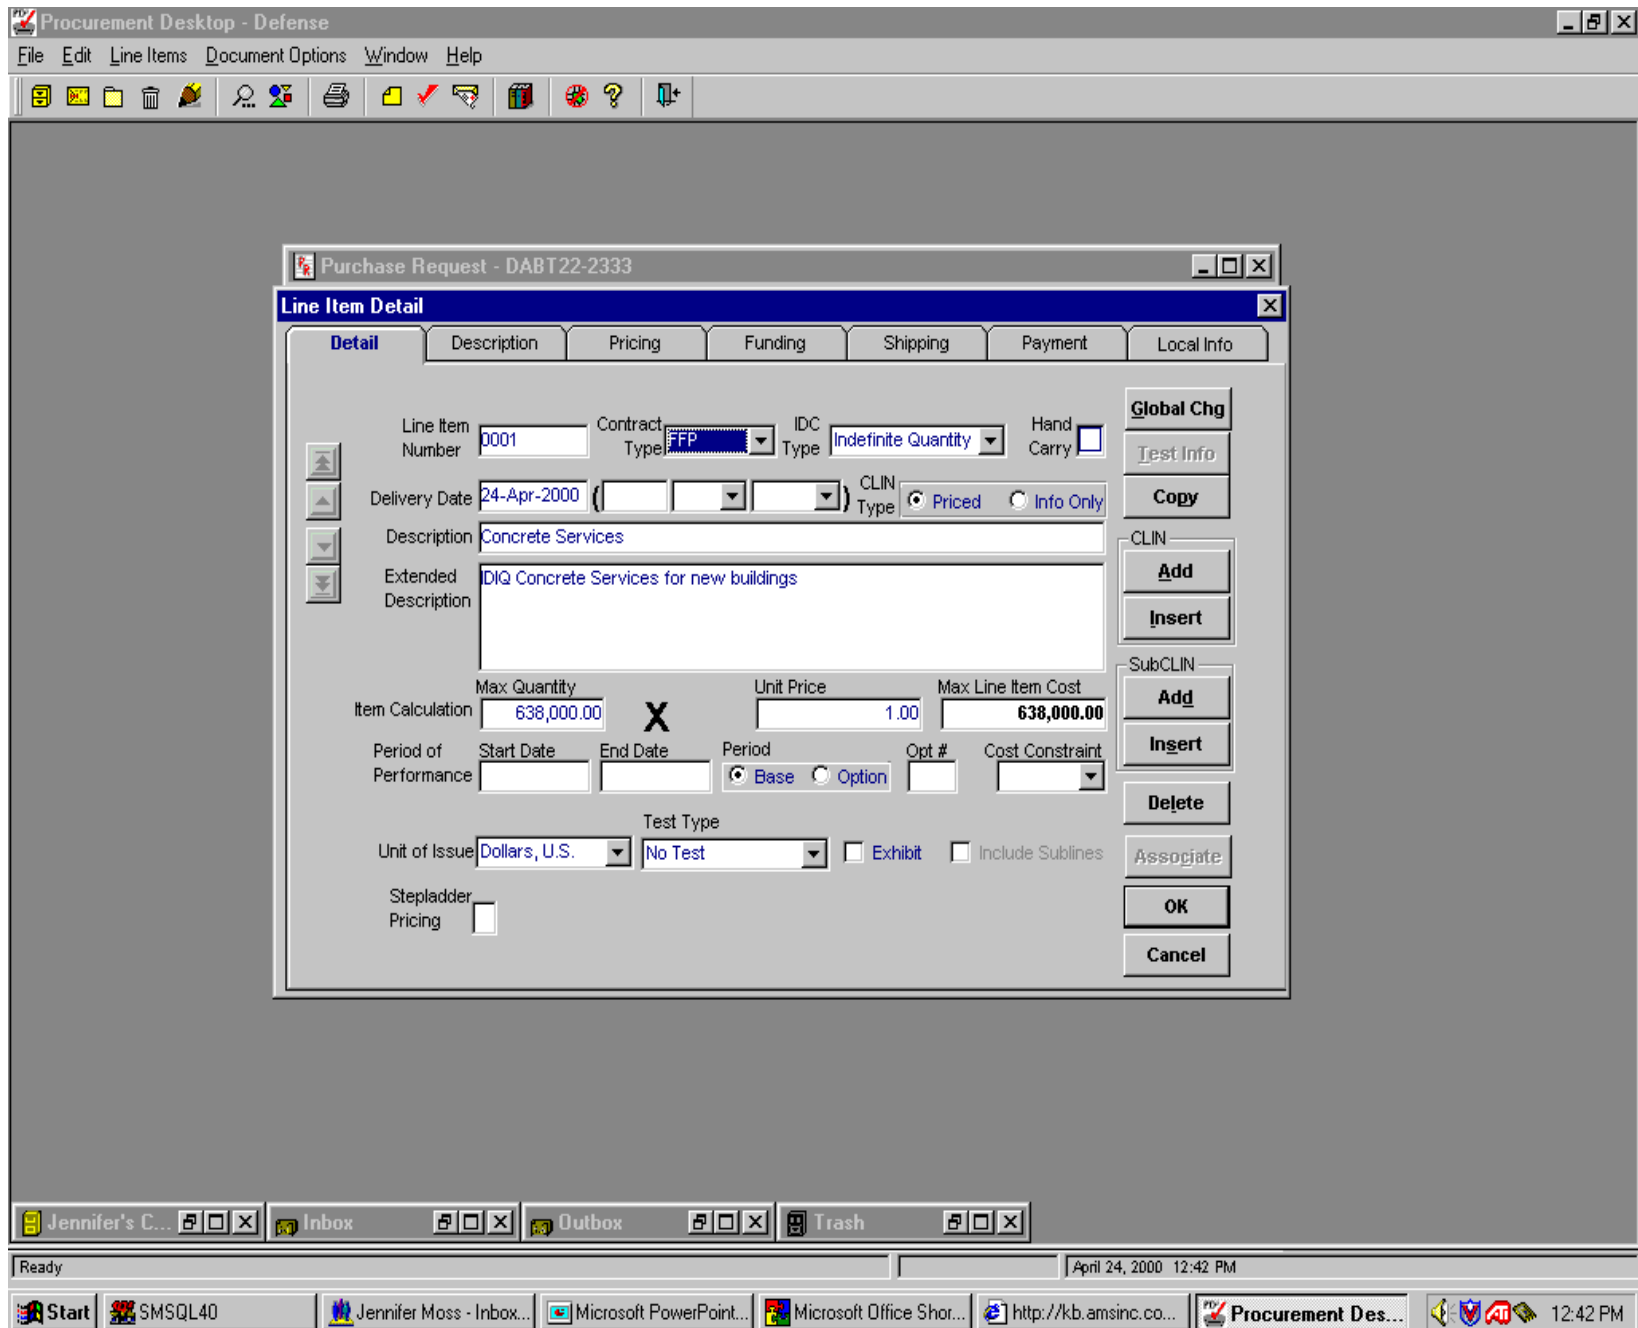 Procurement Desktop - Defense
File Edit Line Items Document Options Window Help
Purchase Request - DABT22-2333
Line Item Detail
Detail Description Pricing Funding Shipping Payment Local Info
Line Item Number 0001 Contract Type FFP IDC Type Indefinite Quantity Hand Carry
Global Chg
Test Info
Delivery Date 24-Apr-2000 ( ) CLIN Type Priced Info Only
Copy
Description Concrete Services
CLIN
Extended Description IDIQ Concrete Services for new buildings
Add
Insert
SubCLIN
Max Quantity Unit Price Max Line Item Cost
Item Calculation 638,000.00 X 1.00 638,000.00
Add
Period of Performance Start Date End Date Period Base Option Opt # Cost Constraint
Insert
Delete
Test Type
Unit of Issue Dollars, U.S. No Test Exhibit Include Sublines
Associate
Stepladder Pricing
OK
Cancel
Jennifer's C... Inbox Outbox Trash
Ready April 24, 2000 12:42 PM
Start SMSQL40 Jennifer Moss - Inbox... Microsoft PowerPoint... Microsoft Office Shor... http://kb.amsinc.co... Procurement Des... 12:42 PM